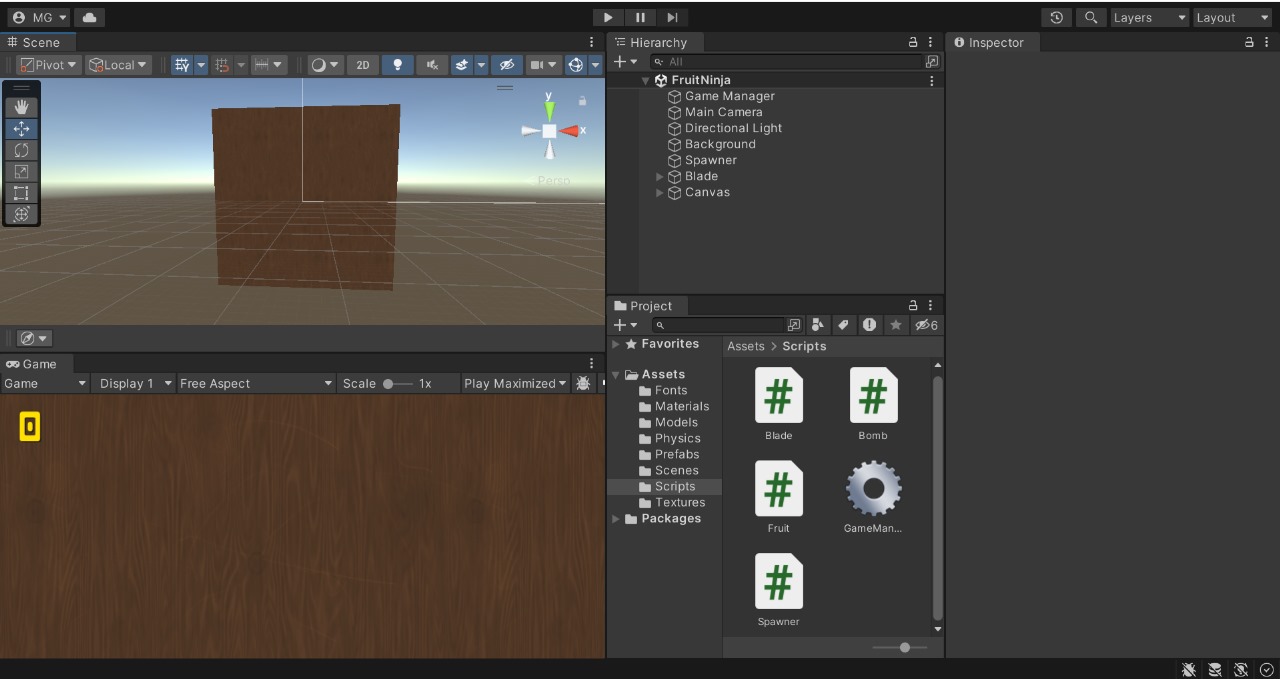 MG
Layers
Layout
Scene
Hierarchy
Inspector
Pivot
Local
2D
All
FruitNinja
y
x
Persp
Game Manager
Main Camera
Directional Light
Background
Spawner
Blade
Canvas
Project
6
Favorites
Assets > Scripts
Assets
Fonts
Materials
Models
Physics
Prefabs
Scenes
Scripts
Textures
Packages
Blade
Bomb
Fruit
GameMan...
Spawner
Game
Game
Display 1
Free Aspect
Scale
1x
Play Maximized
0